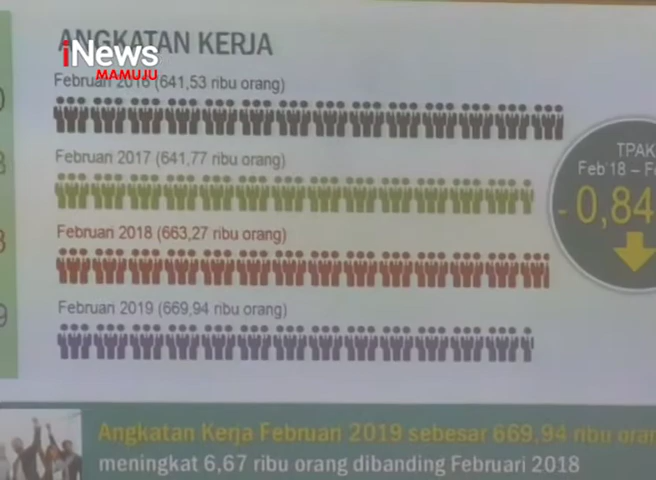 ANGKATAN KERJA
iNews
MAMUJU
Februari 2016 (641,53 ribu orang)
Februari 2017 (641,77 ribu orang)
Februari 2018 (663,27 ribu orang)
Februari 2019 (669,94 ribu orang)
TPAK
Feb'18 –
- 0,84
Angkatan Kerja Februari 2019 sebesar 669,94 ribu oran
meningkat 6,67 ribu orang dibanding Februari 2018